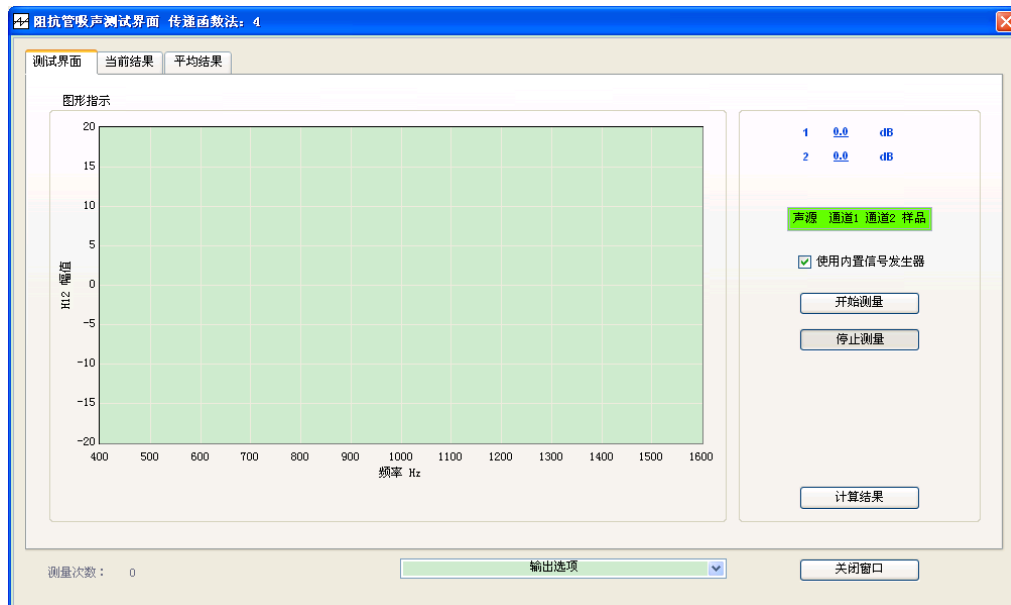 阻抗管吸声测试界面 传递函数法: 4
测试界面 当前结果 平均结果
图形指示
20
15
10
5
0
-5
-10
-15
-20
H12 幅值
400 500 600 700 800 900 1000 1100 1200 1300 1400 1500 1600
频率 Hz
1 0.0 dB
2 0.0 dB
声源 通道1 通道2 样品
使用内置信号发生器
开始测量
停止测量
计算结果
测量次数: 0
输出选项
关闭窗口